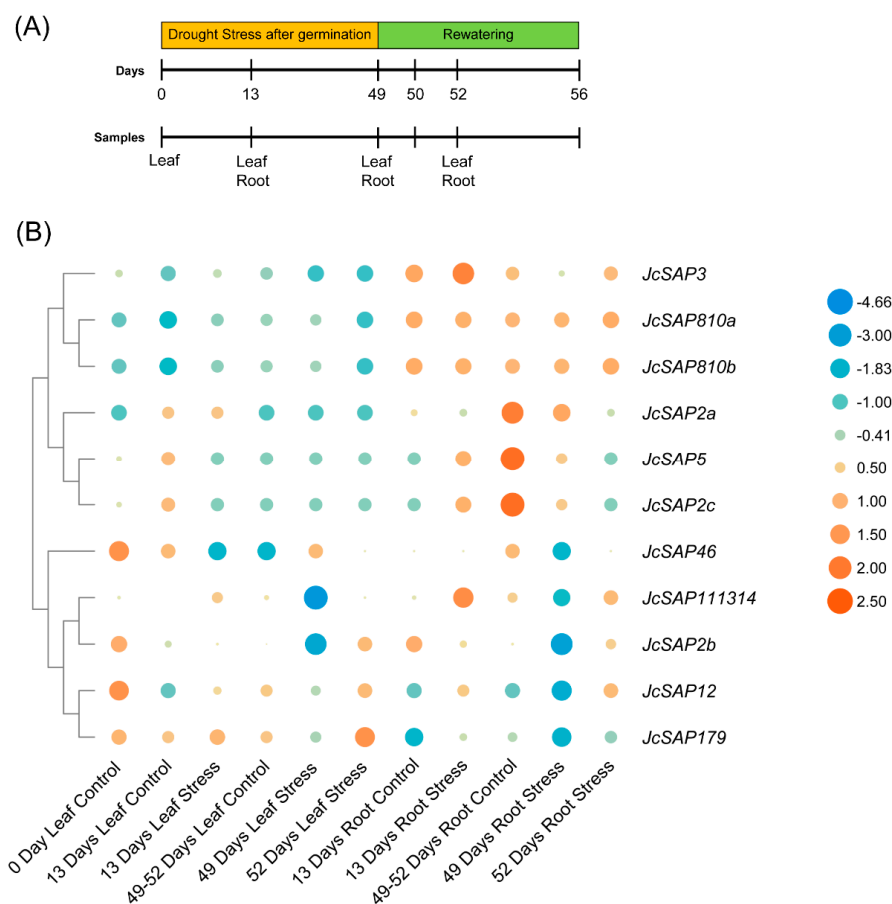 (A)
Drought Stress after germination Rewatering
Days
0 13 49 50 52 56
Samples
Leaf Leaf Leaf Leaf
Root Root Root
(B)
JcSAP3
JcSAP810a
JcSAP810b
JcSAP2a
JcSAP5
JcSAP2c
JcSAP46
JcSAP111314
JcSAP2b
JcSAP12
JcSAP179
-4.66
-3.00
-1.83
-1.00
-0.41
0.50
1.00
1.50
2.00
2.50
0 Day Leaf Control
13 Days Leaf Control
13 Days Leaf Stress
49-52 Days Leaf Control
49 Days Leaf Stress
52 Days Leaf Stress
13 Days Root Control
13 Days Root Stress
49-52 Days Root Control
49 Days Root Stress
52 Days Root Stress